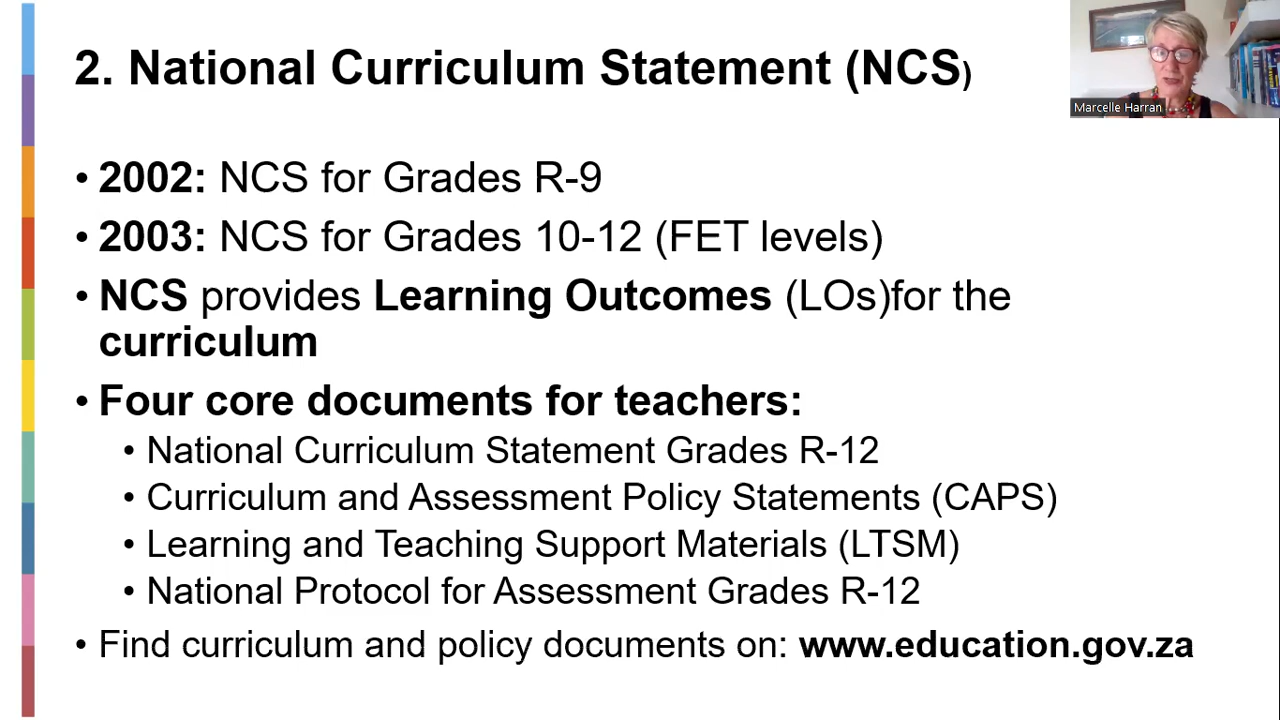 2. National Curriculum Statement (NCS)
Marcelle Harran
• 2002: NCS for Grades R-9
• 2003: NCS for Grades 10-12 (FET levels)
• NCS provides Learning Outcomes (LOs)for the
curriculum
• Four core documents for teachers:
• National Curriculum Statement Grades R-12
• Curriculum and Assessment Policy Statements (CAPS)
• Learning and Teaching Support Materials (LTSM)
• National Protocol for Assessment Grades R-12
• Find curriculum and policy documents on: www.education.gov.za